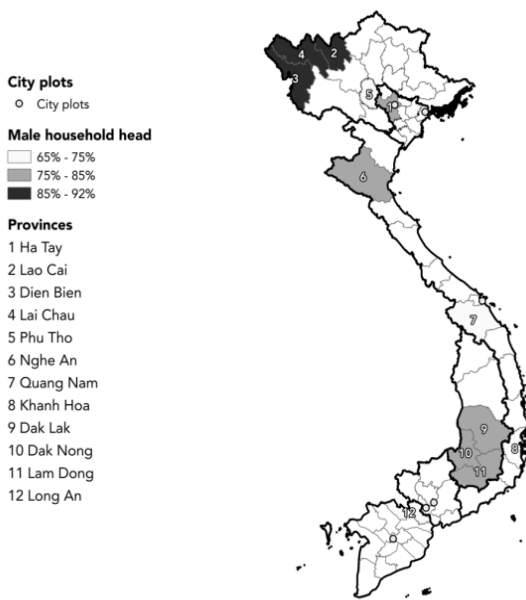 City plots
City plots
Male household head
65% - 75%
75% - 85%
85% - 92%
Provinces
1 Ha Tay
2 Lao Cai
3 Dien Bien
4 Lai Chau
5 Phu Tho
6 Nghe An
7 Quang Nam
8 Khanh Hoa
9 Dak Lak
10 Dak Nong
11 Lam Dong
12 Long An
4
2
3
5
1
6
7
9
8
10
11
12